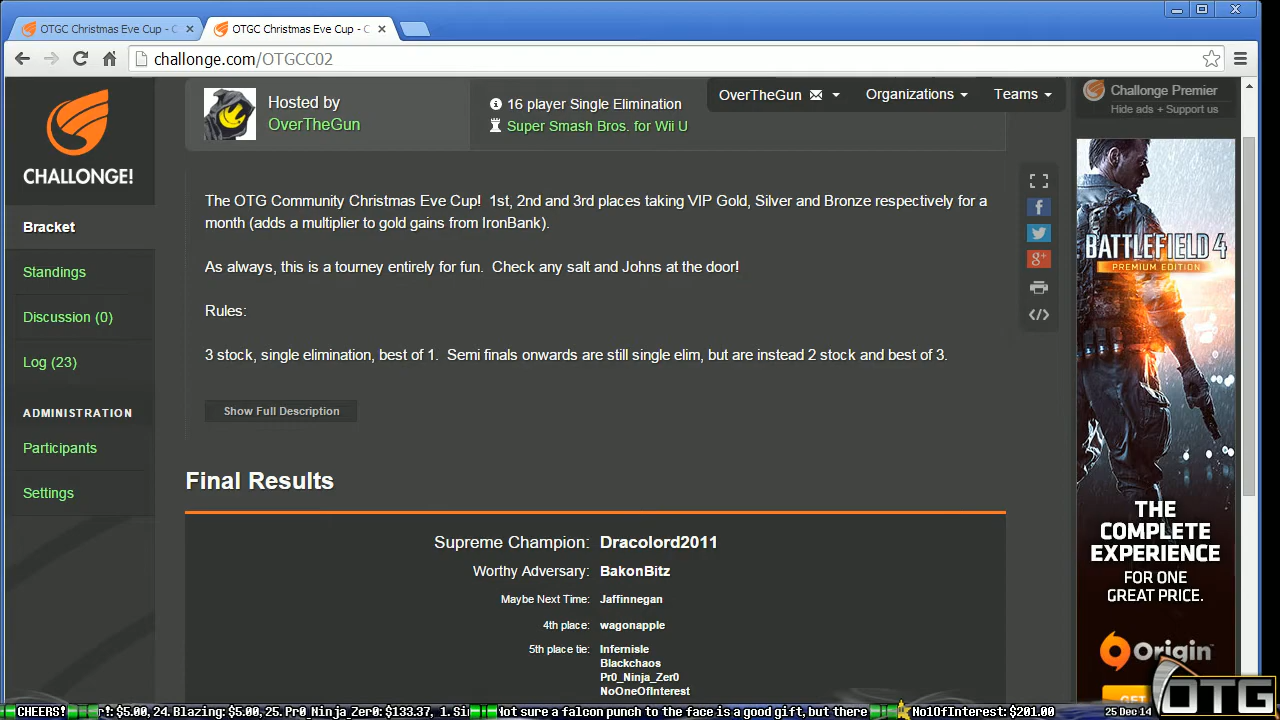 OTGC Christmas Eve Cup - C
OTGC Christmas Eve Cup - C
challonge.com/OTGCC02
CHALLONGE!
Hosted by
OverTheGun
16 player Single Elimination
Super Smash Bros. for Wii U
OverTheGun
Organizations
Teams
Challonge Premier
Hide ads + Support us
Bracket
Standings
Discussion (0)
Log (23)
ADMINISTRATION
Participants
Settings
The OTG Community Christmas Eve Cup!  1st, 2nd and 3rd places taking VIP Gold, Silver and Bronze respectively for a
month (adds a multiplier to gold gains from IronBank).
As always, this is a tourney entirely for fun.  Check any salt and Johns at the door!
Rules:
3 stock, single elimination, best of 1.  Semi finals onwards are still single elim, but are instead 2 stock and best of 3.
Show Full Description
Final Results
Supreme Champion: Dracolord2011
Worthy Adversary: BakonBitz
Maybe Next Time: Jaffinnegan
4th place: wagonapple
5th place tie: Infernisle
Blackchaos
Pr0_Ninja_Zer0
NoOneOfInterest
BATTLEFIELD 4
PREMIUM EDITION
THE
COMPLETE
EXPERIENCE
FOR ONE
GREAT PRICE.
Origin
GET
OTG
CHEERS!
$5.00, 24. Blazing: $5.00, 25. Pr0_Ninja_Zer0:
Not sure a falcon punch to the face is a good gift, but there
No1OfInterest: $201.00
25 Dec 14